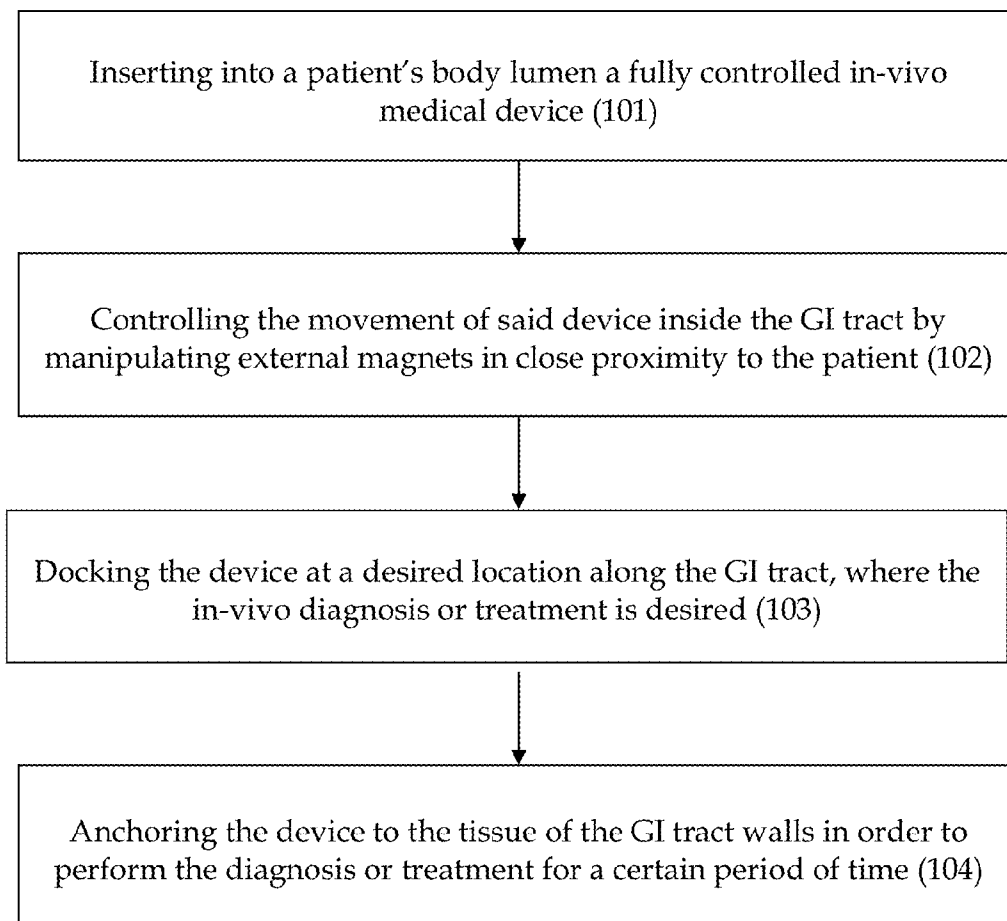 Inserting into a patient's body lumen a fully controlled in-vivo
medical device (101)
Controlling the movement of said device inside the GI tract by
manipulating external magnets in close proximity to the patient (102)
Docking the device at a desired location along the GI tract, where the
in-vivo diagnosis or treatment is desired (103)
Anchoring the device to the tissue of the GI tract walls in order to
perform the diagnosis or treatment for a certain period of time (104)